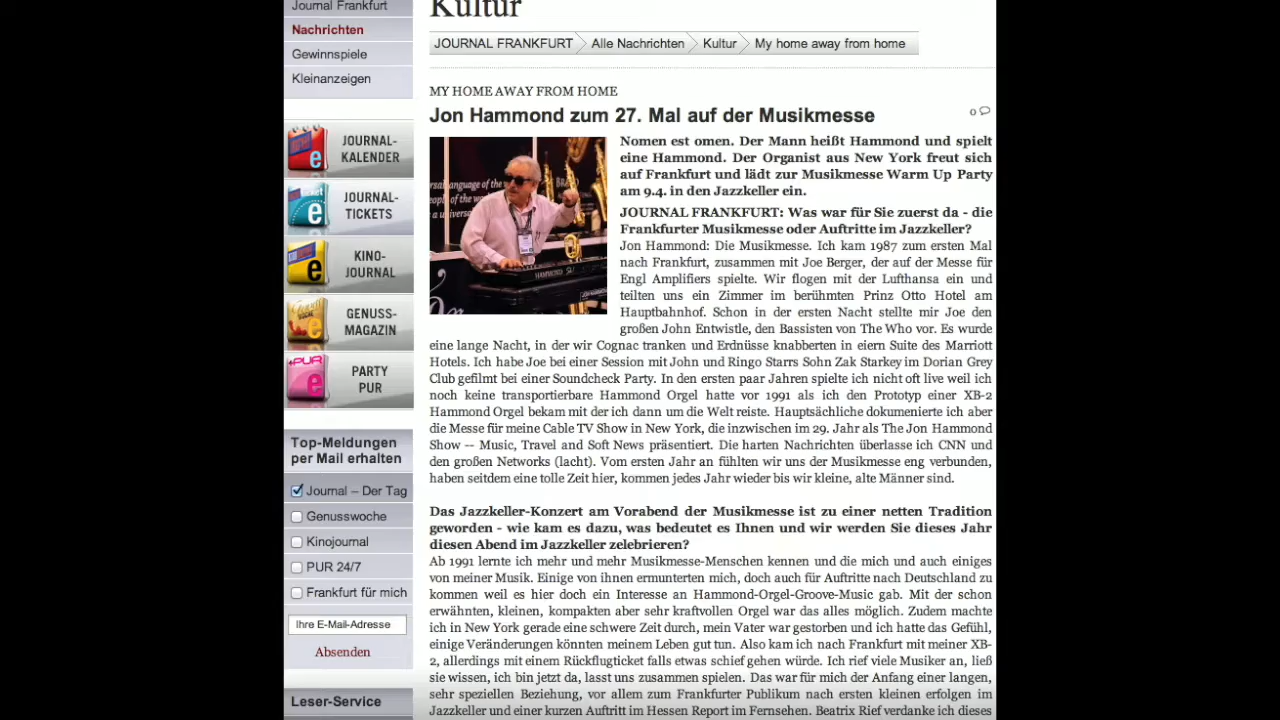 Journal Frankfurt
Nachrichten
Gewinnspiele
Kleinanzeigen
JOURNAL-
KALENDER
JOURNAL-
TICKETS
KINO-
JOURNAL
GENUSS-
MAGAZIN
PARTY
PUR
Top-Meldungen
per Mail erhalten
Journal – Der Tag
Genusswoche
Kinojournal
PUR 24/7
Frankfurt für mich
Ihre E-Mail-Adresse
Absenden
Leser-Service
Kultur
JOURNAL FRANKFURT Alle Nachrichten Kultur My home away from home
MY HOME AWAY FROM HOME
Jon Hammond zum 27. Mal auf der Musikmesse
0
Nomen est omen. Der Mann heißt Hammond und spielt
eine Hammond. Der Organist aus New York freut sich
auf Frankfurt und lädt zur Musikmesse Warm Up Party
am 9.4. in den Jazzkeller ein.
JOURNAL FRANKFURT: Was war für Sie zuerst da - die
Frankfurter Musikmesse oder Auftritte im Jazzkeller?
Jon Hammond: Die Musikmesse. Ich kam 1987 zum ersten Mal
nach Frankfurt, zusammen mit Joe Berger, der auf der Messe für
Engl Amplifiers spielte. Wir flogen mit der Lufthansa ein und
teilten uns ein Zimmer im berühmten Prinz Otto Hotel am
Hauptbahnhof. Schon in der ersten Nacht stellte mir Joe den
großen John Entwistle, den Bassisten von The Who vor. Es wurde
eine lange Nacht, in der wir Cognac tranken und Erdnüsse knabberten in eiern Suite des Marriott
Hotels. Ich habe Joe bei einer Session mit John und Ringo Starrs Sohn Zak Starkey im Dorian Grey
Club gefilmt bei einer Soundcheck Party. In den ersten paar Jahren spielte ich nicht oft live weil ich
noch keine transportierbare Hammond Orgel hatte vor 1991 als ich den Prototyp einer XB-2
Hammond Orgel bekam mit der ich dann um die Welt reiste. Hauptsächliche dokumenierte ich aber
die Messe für meine Cable TV Show in New York, die inzwischen im 29. Jahr als The Jon Hammond
Show -- Music, Travel and Soft News präsentiert. Die harten Nachrichten überlasse ich CNN und
den großen Networks (lacht). Vom ersten Jahr an fühlten wir uns der Musikmesse eng verbunden,
haben seitdem eine tolle Zeit hier, kommen jedes Jahr wieder bis wir kleine, alte Männer sind.
Das Jazzkeller-Konzert am Vorabend der Musikmesse ist zu einer netten Tradition
geworden - wie kam es dazu, was bedeutet es Ihnen und wir werden Sie dieses Jahr
diesen Abend im Jazzkeller zelebrieren?
Ab 1991 lernte ich mehr und mehr Musikmesse-Menschen kennen und die mich und auch einiges
von meiner Musik. Einige von ihnen ermunterten mich, doch auch für Auftritte nach Deutschland zu
kommen weil es hier doch ein Interesse an Hammond-Orgel-Groove-Music gab. Mit der schon
erwähnten, kleinen, kompakten aber sehr kraftvollen Orgel war das alles möglich. Zudem machte
ich in New York gerade eine schwere Zeit durch, mein Vater war gestorben und ich hatte das Gefühl,
einige Veränderungen könnten meinem Leben gut tun. Also kam ich nach Frankfurt mit meiner XB-
2, allerdings mit einem Rückflugticket falls etwas schief gehen würde. Ich rief viele Musiker an, ließ
sie wissen, ich bin jetzt da, lasst uns zusammen spielen. Das war für mich der Anfang einer langen,
sehr speziellen Beziehung, vor allem zum Frankfurter Publikum nach ersten kleinen erfolgen im
Jazzkeller und einer kurzen Auftritt im Hessen Report im Fernsehen. Beatrix Rief verdanke ich dieses